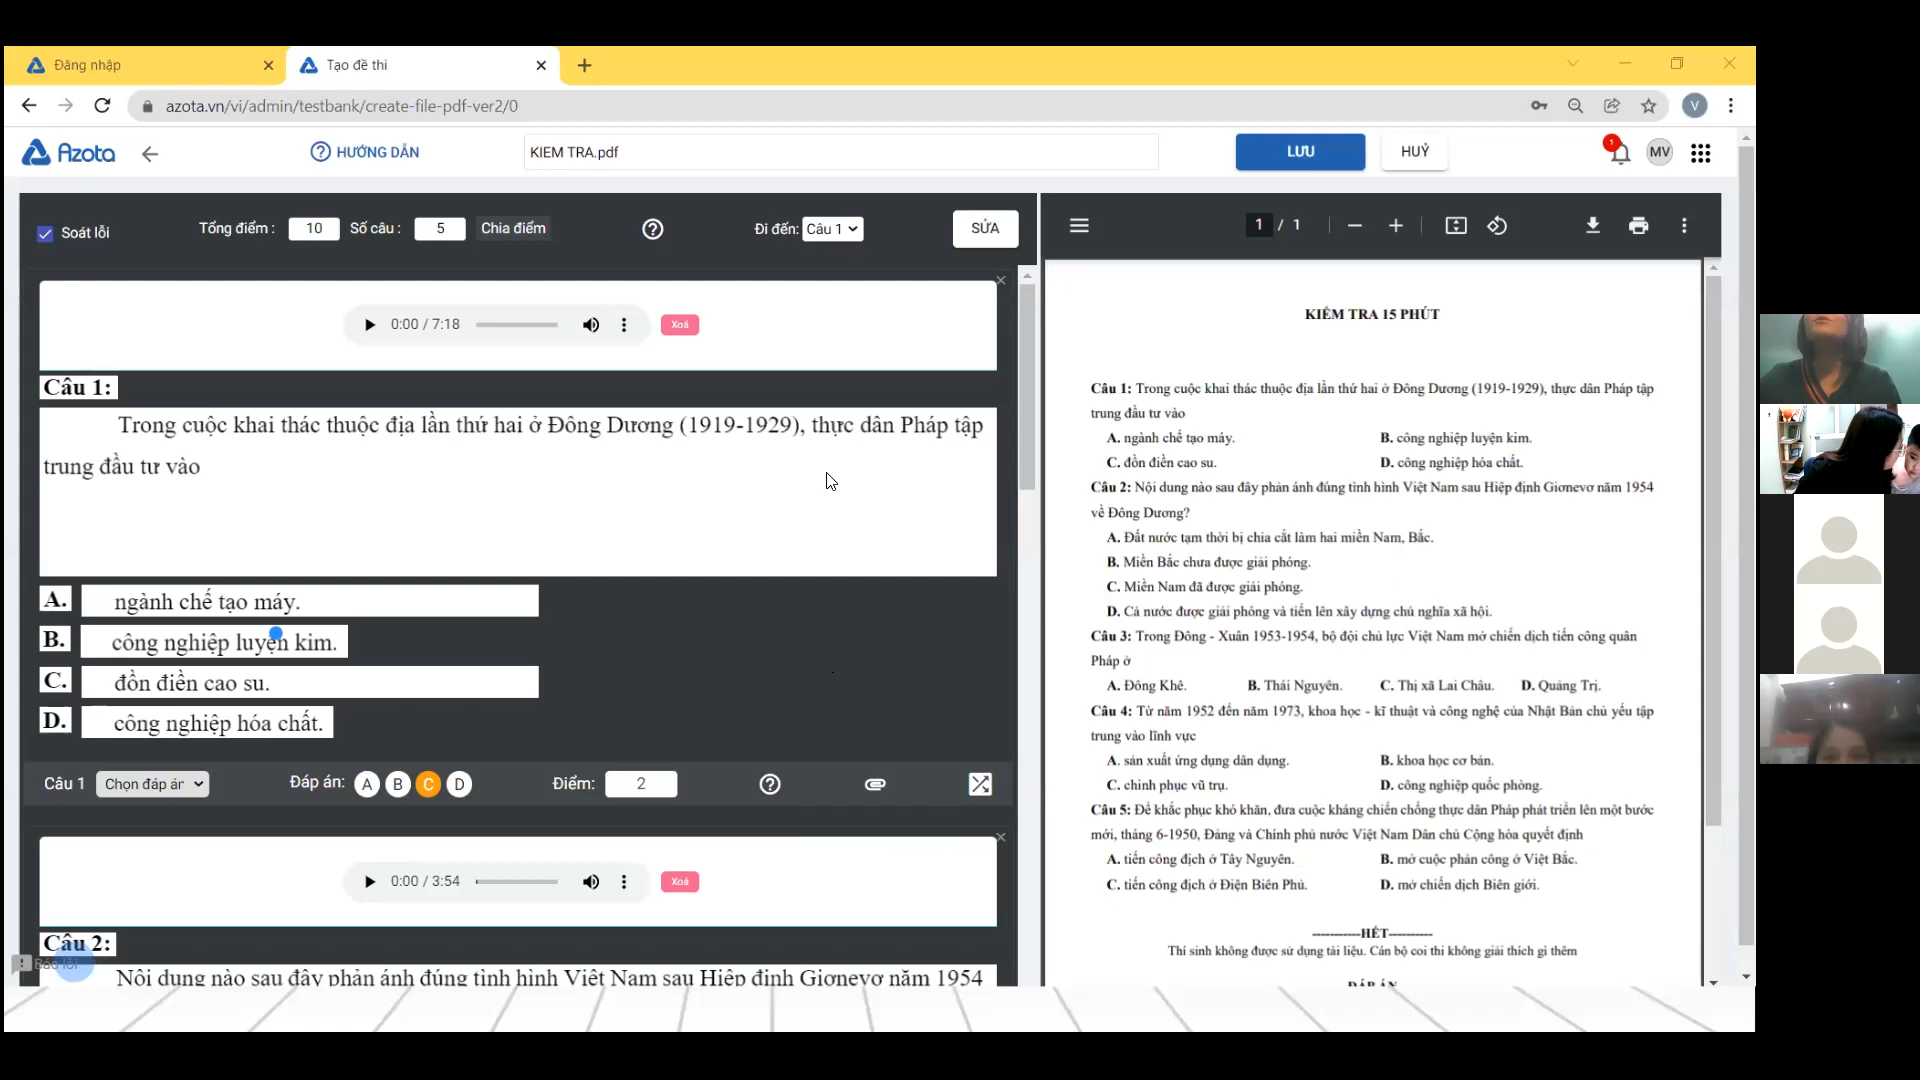 Đăng nhập
Tạo đề thi
azota.vn/vi/admin/testbank/create-file-pdf-ver2/0
V
Azota
HƯỚNG DẪN
KIEM TRA.pdf
LƯU
HUỶ
1
MV
Soát lỗi
Tổng điểm :
10
Số câu :
5
Chia điểm
Đi đến:
Câu 1
SỬA
0:00 / 7:18
Xoá
Câu 1:
Trong cuộc khai thác thuộc địa lần thứ hai ở Đông Dương (1919-1929), thực dân Pháp tập
trung đầu tư vào
A. ngành chế tạo máy.
B. công nghiệp luyện kim.
C. đồn điền cao su.
D. công nghiệp hóa chất.
Câu 1
Chọn đáp án
Đáp án:
A B C D
Điểm:
2
0:00 / 3:54
Xoá
Câu 2:
Báo lỗi
Nội dung nào sau đây phản ánh đúng tình hình Việt Nam sau Hiệp định Giơnevơ năm 1954
1 / 1
KIỂM TRA 15 PHÚT
Câu 1: Trong cuộc khai thác thuộc địa lần thứ hai ở Đông Dương (1919-1929), thực dân Pháp tập
trung đầu tư vào
A. ngành chế tạo máy. B. công nghiệp luyện kim.
C. đồn điền cao su. D. công nghiệp hóa chất.
Câu 2: Nội dung nào sau đây phản ánh đúng tình hình Việt Nam sau Hiệp định Giơnevơ năm 1954
về Đông Dương?
A. Đất nước tạm thời bị chia cắt làm hai miền Nam, Bắc.
B. Miền Bắc chưa được giải phóng.
C. Miền Nam đã được giải phóng.
D. Cả nước được giải phóng và tiến lên xây dựng chủ nghĩa xã hội.
Câu 3: Trong Đông - Xuân 1953-1954, bộ đội chủ lực Việt Nam mở chiến dịch tiến công quân
Pháp ở
A. Đông Khê. B. Thái Nguyên. C. Thị xã Lai Châu. D. Quảng Trị.
Câu 4: Từ năm 1952 đến năm 1973, khoa học - kĩ thuật và công nghệ của Nhật Bản chủ yếu tập
trung vào lĩnh vực
A. sản xuất ứng dụng dân dụng. B. khoa học cơ bản.
C. chinh phục vũ trụ. D. công nghiệp quốc phòng.
Câu 5: Để khắc phục khó khăn, đưa cuộc kháng chiến chống thực dân Pháp phát triển lên một bước
mới, tháng 6-1950, Đảng và Chính phủ nước Việt Nam Dân chủ Cộng hòa quyết định
A. tiến công địch ở Tây Nguyên. B. mở cuộc phản công ở Việt Bắc.
C. tiến công địch ở Điện Biên Phủ. D. mở chiến dịch Biên giới.
-----------HẾT----------
Thí sinh không được sử dụng tài liệu. Cán bộ coi thi không giải thích gì thêm
ĐÁP ÁN